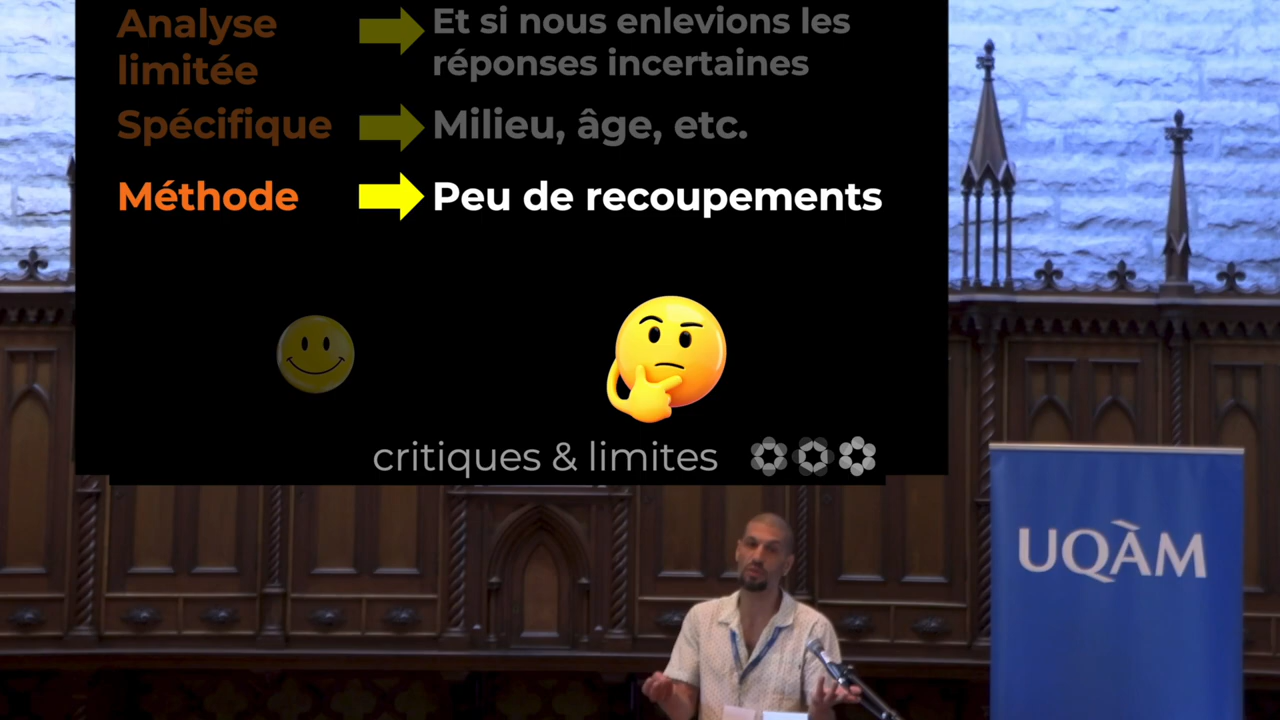 Analyse limitée
Et si nous enlevions les réponses incertaines
Spécifique
Milieu, âge, etc.
Méthode
Peu de recoupements
critiques & limites
UQÀM